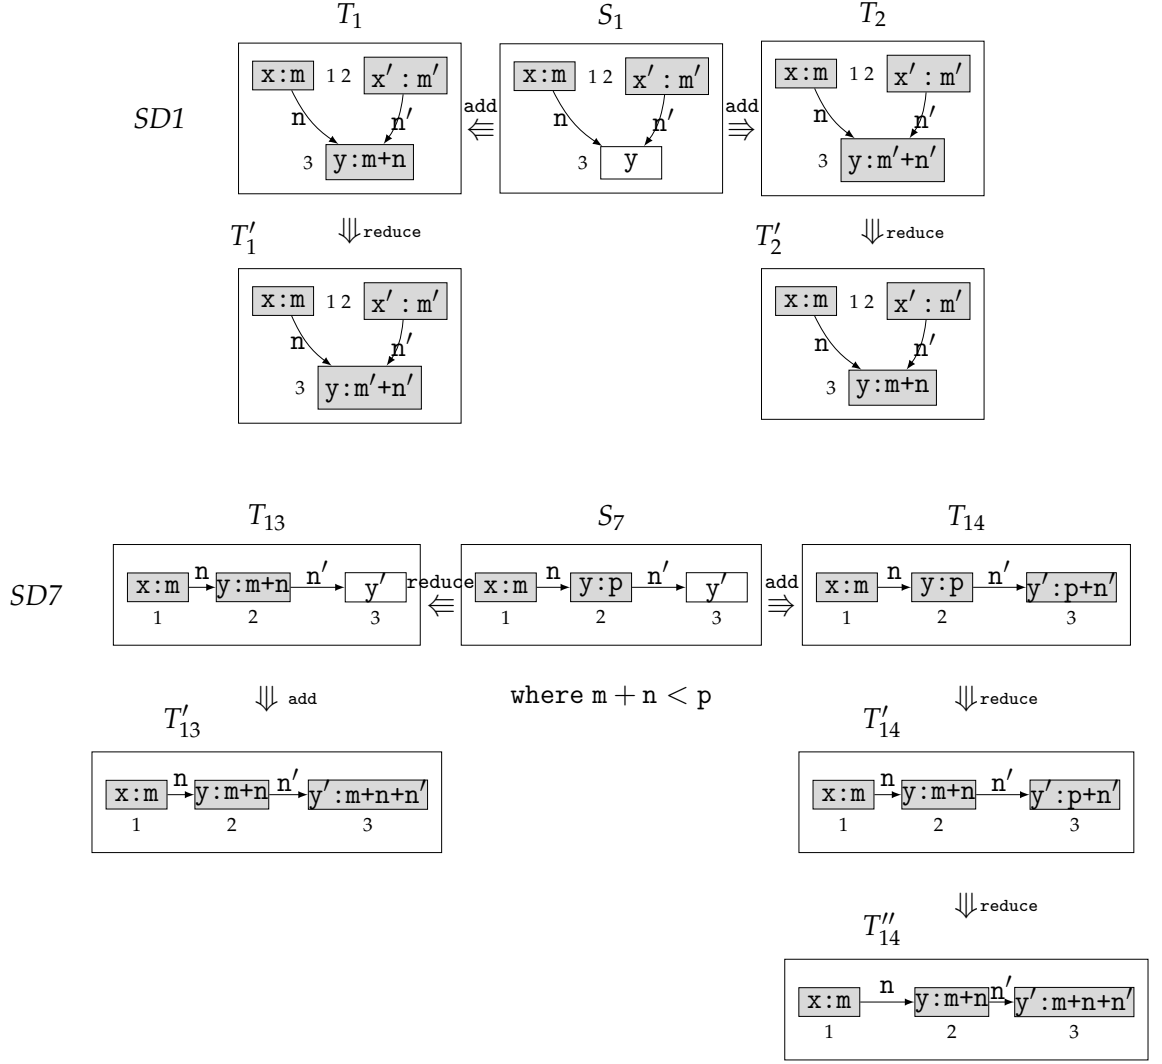 T₁ S₁ T₂
x:m 1 2 x′:m′ x:m 1 2 x′:m′ x:m 1 2 x′:m′
SD1 n n′ ⇚ add n n′ ⇛ add n n′
3 y:m+n 3 y 3 y:m′+n′
T′₁ ⤋ reduce T′₂ ⤋ reduce
x:m 1 2 x′:m′ x:m 1 2 x′:m′
n n′ n n′
3 y:m′+n′ 3 y:m+n
T₁₃ S₇ T₁₄
SD7 x:m n y:m+n n′ y′ reduce ⇚ x:m n y:p n′ y′ add ⇛ x:m n y:p n′ y′:p+n′
1 2 3 1 2 3 1 2 3
⤋ add where m + n < p ⤋ reduce
T′₁₃ T′₁₄
x:m n y:m+n n′ y′:m+n+n′ x:m n y:m+n n′ y′:p+n′
1 2 3 1 2 3
⤋ reduce
T″₁₄
x:m n y:m+n n′ y′:m+n+n′
1 2 3